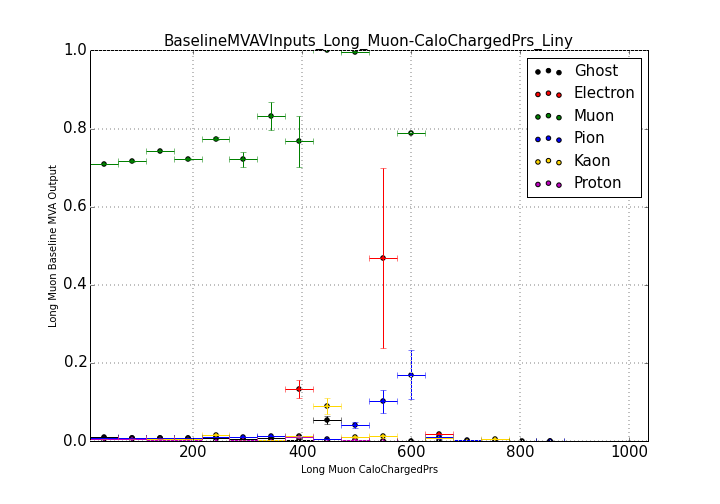 BaselineMVAVInputs_Long_Muon-CaloChargedPrs_Liny
Long Muon Baseline MVA Output
1.0
0.8
0.6
0.4
0.2
0.0
Ghost
Electron
Muon
Pion
Kaon
Proton
200
400
600
800
1000
Long Muon CaloChargedPrs